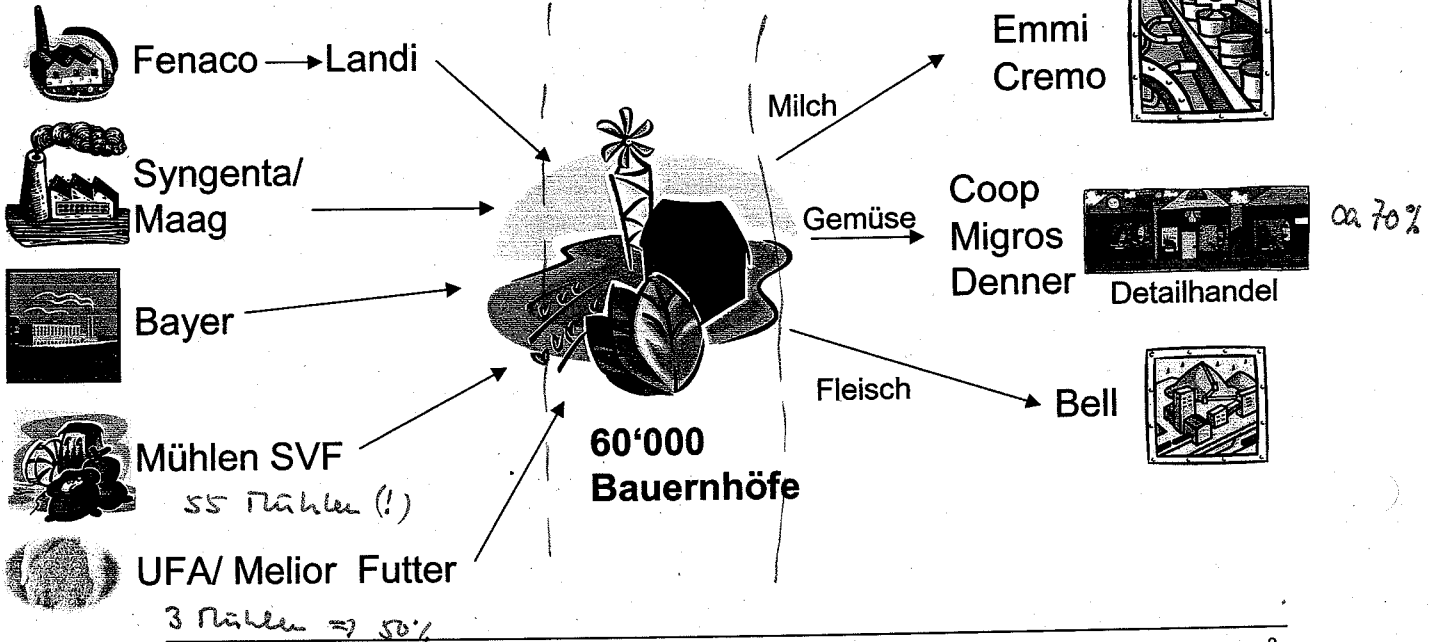 Fenaco → Landi
Syngenta/
Maag
Bayer
Mühlen SVF
55 Mühlen (!)
UFA/ Melior Futter
3 Mühlen => 50%
60'000
Bauernhöfe
Milch
Gemüse
Fleisch
Emmi
Cremo
Coop
Migros
Denner
Detailhandel
ca 70%
Bell